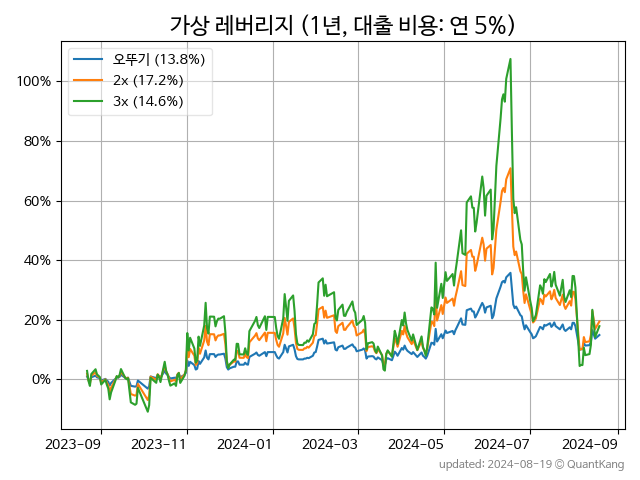 가상 레버리지 (1년, 대출 비용: 연 5%)
오뚜기 (13.8%)
2x (17.2%)
3x (14.6%)
100%
80%
60%
40%
20%
0%
2023-09 2023-11 2024-01 2024-03 2024-05 2024-07 2024-09
updated: 2024-08-19 © QuantKang